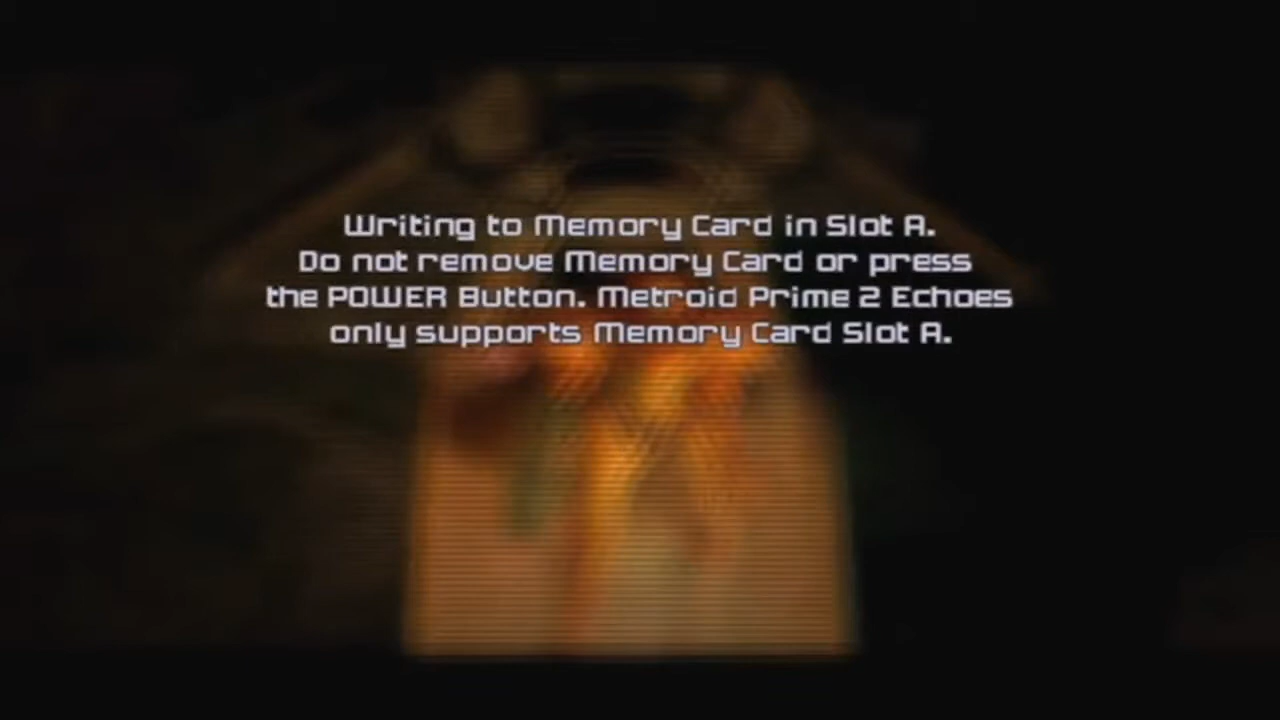 Writing to Memory Card in Slot A.
Do not remove Memory Card or press
the POWER Button. Metroid Prime 2 Echoes
only supports Memory Card Slot A.